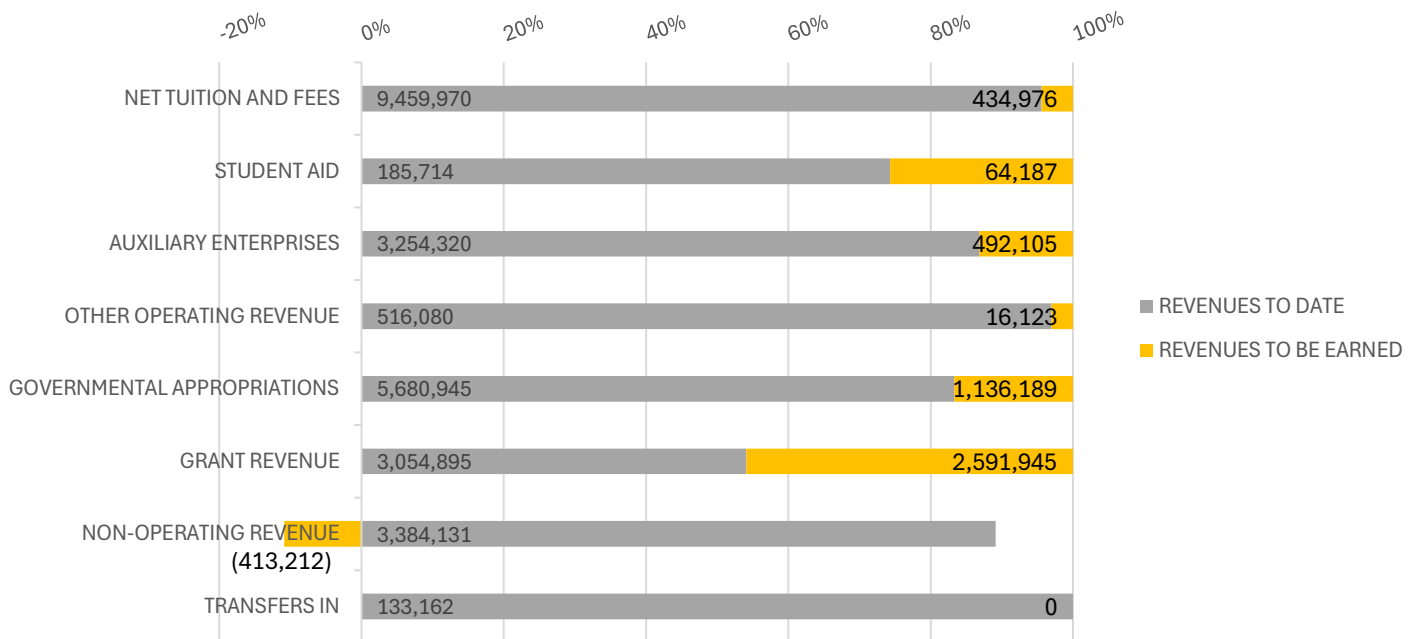 -20% 0% 20% 40% 60% 80% 100%
NET TUITION AND FEES 9,459,970 434,976
STUDENT AID 185,714 64,187
AUXILIARY ENTERPRISES 3,254,320 492,105
OTHER OPERATING REVENUE 516,080 16,123
REVENUES TO DATE
REVENUES TO BE EARNED
GOVERNMENTAL APPROPRIATIONS 5,680,945 1,136,189
GRANT REVENUE 3,054,895 2,591,945
NON-OPERATING REVENUE 3,384,131
(413,212)
TRANSFERS IN 133,162 0